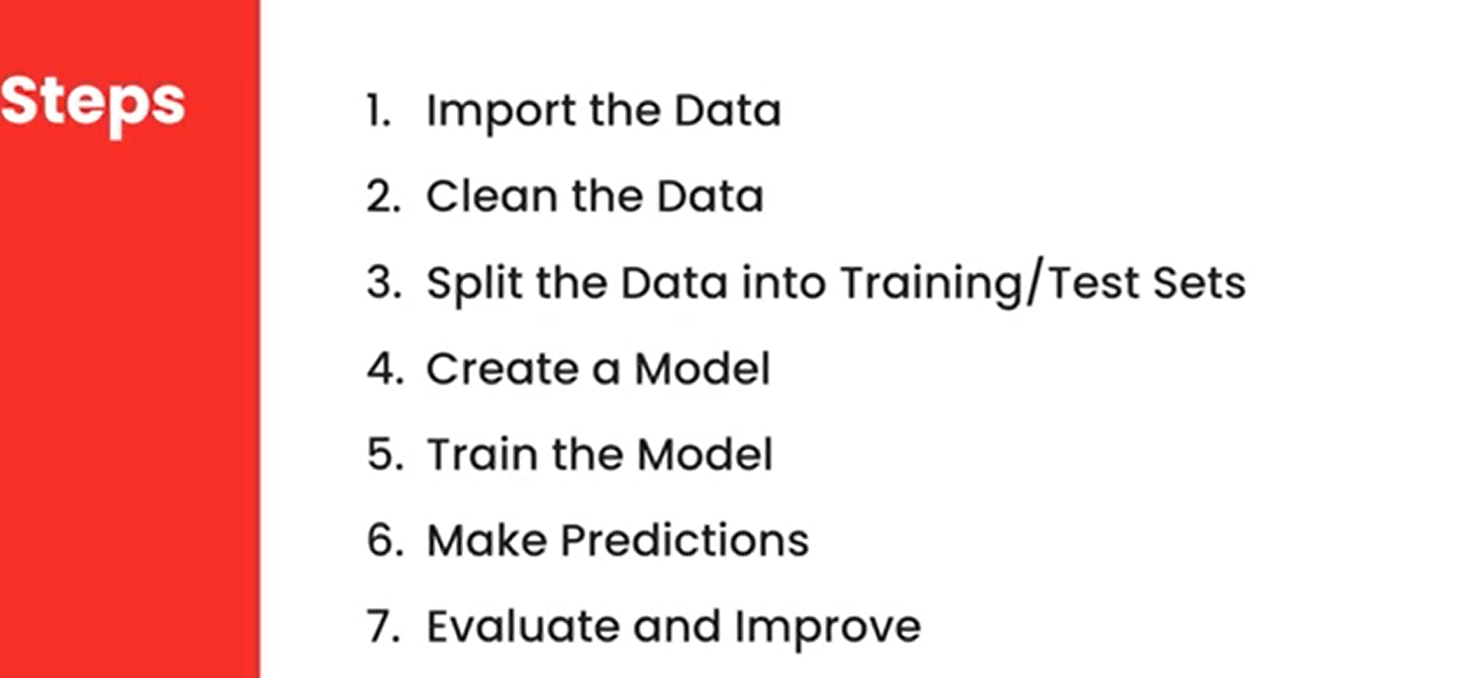 Steps
1. Import the Data
2. Clean the Data
3. Split the Data into Training/Test Sets
4. Create a Model
5. Train the Model
6. Make Predictions
7. Evaluate and Improve